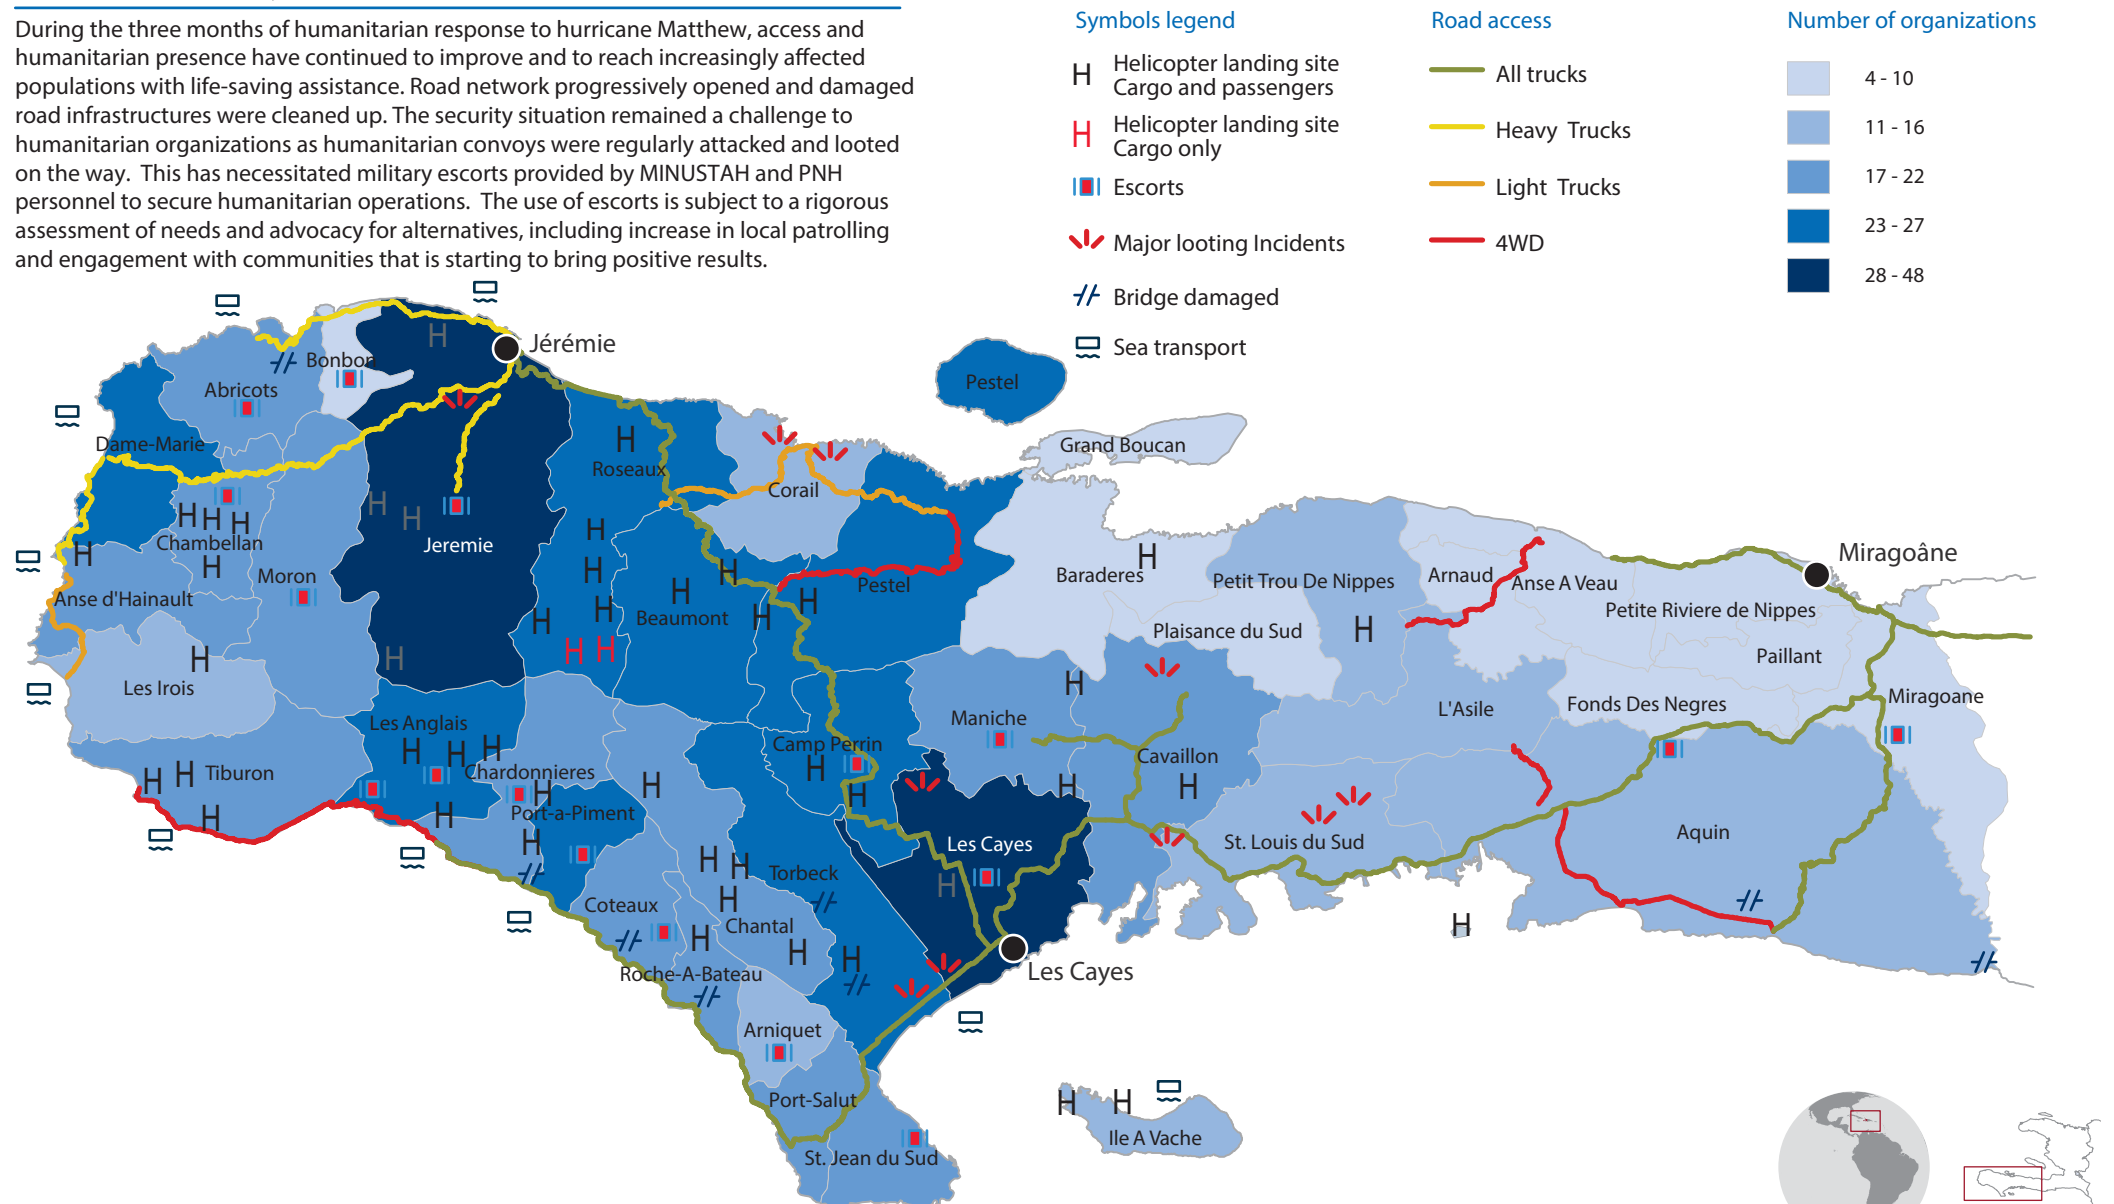 During the three months of humanitarian response to hurricane Matthew, access and
humanitarian presence have continued to improve and to reach increasingly affected
populations with life-saving assistance. Road network progressively opened and damaged
road infrastructures were cleaned up. The security situation remained a challenge to
humanitarian organizations as humanitarian convoys were regularly attacked and looted
on the way. This has necessitated military escorts provided by MINUSTAH and PNH
personnel to secure humanitarian operations. The use of escorts is subject to a rigorous
assessment of needs and advocacy for alternatives, including increase in local patrolling
and engagement with communities that is starting to bring positive results.
Symbols legend
H Helicopter landing site
Cargo and passengers
H Helicopter landing site
Cargo only
Escorts
Major looting Incidents
Bridge damaged
Sea transport
Road access
All trucks
Heavy Trucks
Light Trucks
4WD
Number of organizations
4 - 10
11 - 16
17 - 22
23 - 27
28 - 48
Jérémie
Bonbon
Abricots
Pestel
Dame-Marie
Grand Boucan
Roseaux
Corail
Chambellan
Jeremie
Miragoâne
Moron
Baraderes
Petit Trou De Nippes
Arnaud
Anse A Veau
Pestel
Anse d'Hainault
Beaumont
Petite Riviere de Nippes
Plaisance du Sud
Paillant
Les Irois
Miragoane
Fonds Des Negres
L'Asile
Les Anglais
Maniche
Camp Perrin
Cavaillon
Tiburon
Chardonnieres
Port-a-Piment
Aquin
Les Cayes
St. Louis du Sud
Torbeck
Coteaux
Chantal
Roche-A-Bateau
Les Cayes
Arniquet
Port-Salut
Ile A Vache
St. Jean du Sud